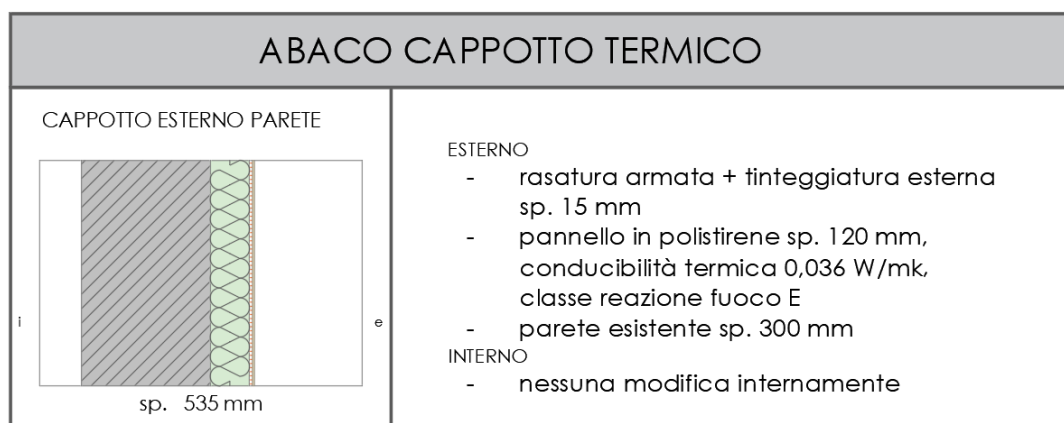 ABACO CAPPOTTO TERMICO
CAPPOTTO ESTERNO PARETE
i
e
sp. 535 mm
ESTERNO
- rasatura armata + tinteggiatura esterna
sp. 15 mm
- pannello in polistirene sp. 120 mm,
conducibilità termica 0,036 W/mk,
classe reazione fuoco E
- parete esistente sp. 300 mm
INTERNO
- nessuna modifica internamente